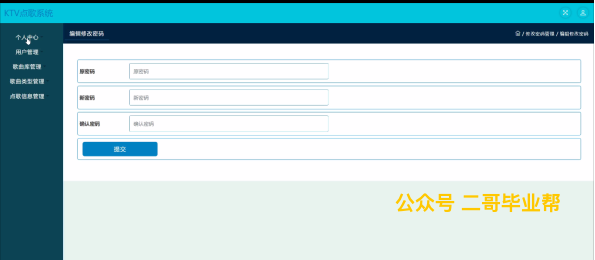 KTV点歌系统
个人中心
用户管理
歌曲库管理
歌曲类型管理
点歌信息管理
编辑修改密码
/ 修改密码管理 / 编辑修改密码
原密码
原密码
新密码
新密码
确认密码
确认密码
提交
公众号 二哥毕业帮